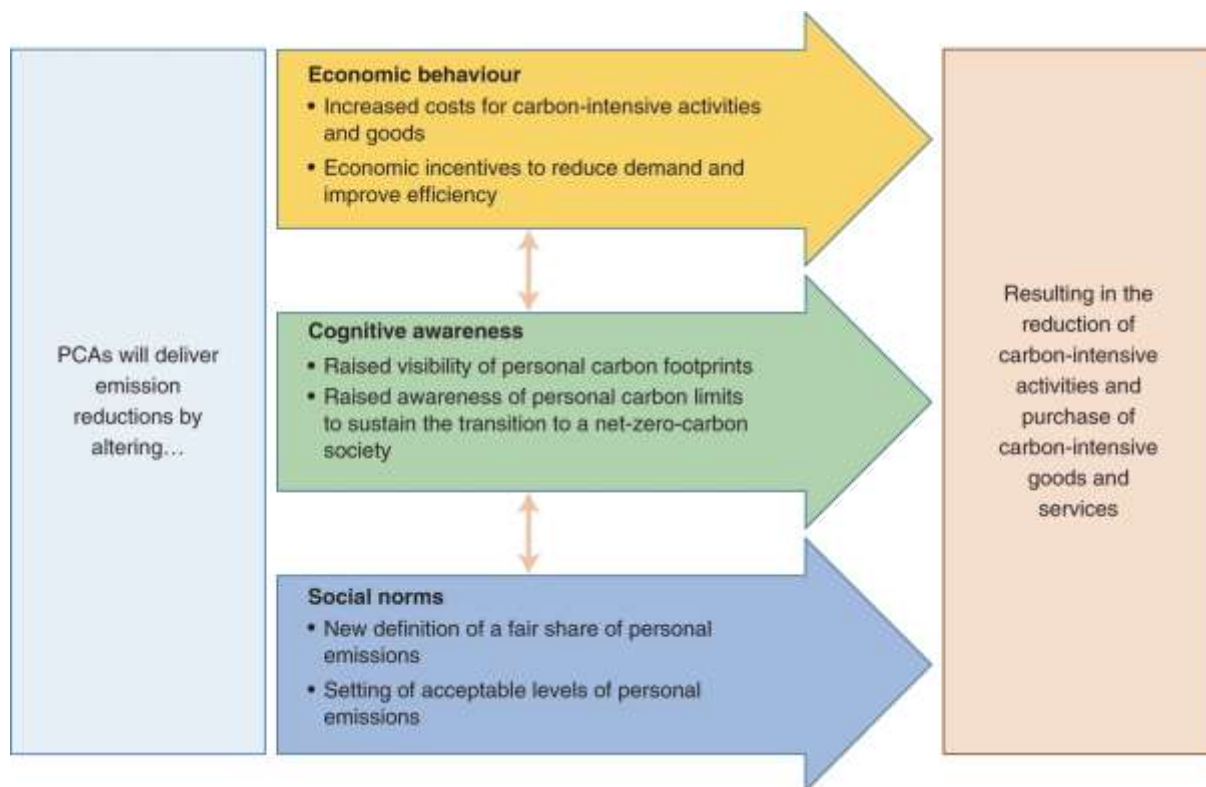 PCAs will deliver
emission
reductions by
altering…
Economic behaviour
• Increased costs for carbon-intensive activities
and goods
• Economic incentives to reduce demand and
improve efficiency
Cognitive awareness
• Raised visibility of personal carbon footprints
• Raised awareness of personal carbon limits
to sustain the transition to a net-zero-carbon
society
Social norms
• New definition of a fair share of personal
emissions
• Setting of acceptable levels of personal
emissions
Resulting in the
reduction of
carbon-intensive
activities and
purchase of
carbon-intensive
goods and
services